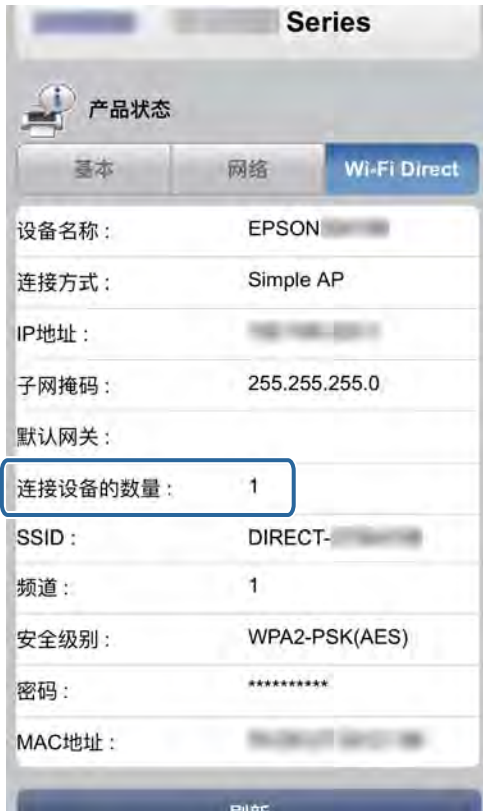 Series
产品状态
基本 网络 Wi-Fi Direct
设备名称 : EPSON
连接方式 : Simple AP
IP地址 :
子网掩码 : 255.255.255.0
默认网关 :
连接设备的数量 : 1
SSID : DIRECT-
频道 : 1
安全级别 : WPA2-PSK(AES)
密码 : **********
MAC地址 :
刷新